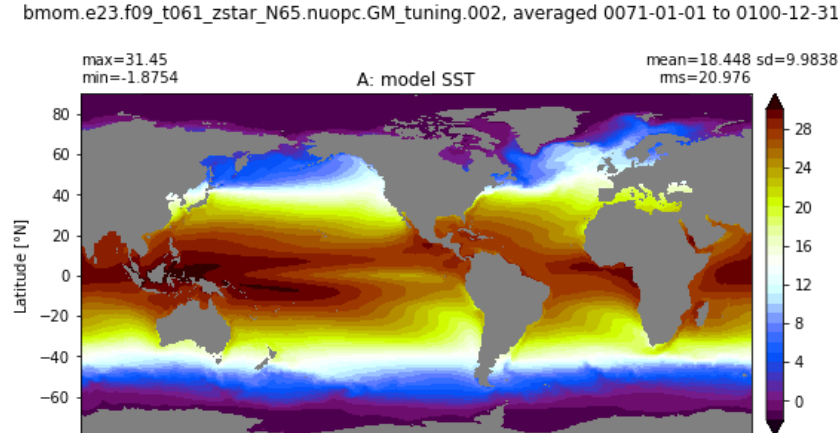 bmom.e23.f09_t061_zstar_N65.nuopc.GM_tuning.002, averaged 0071-01-01 to 0100-12-31
max=31.45
min=-1.8754
A: model SST
mean=18.448 sd=9.9838
rms=20.976
Latitude [°N]
80
60
40
20
0
−20
−40
−60
28
24
20
16
12
8
4
0